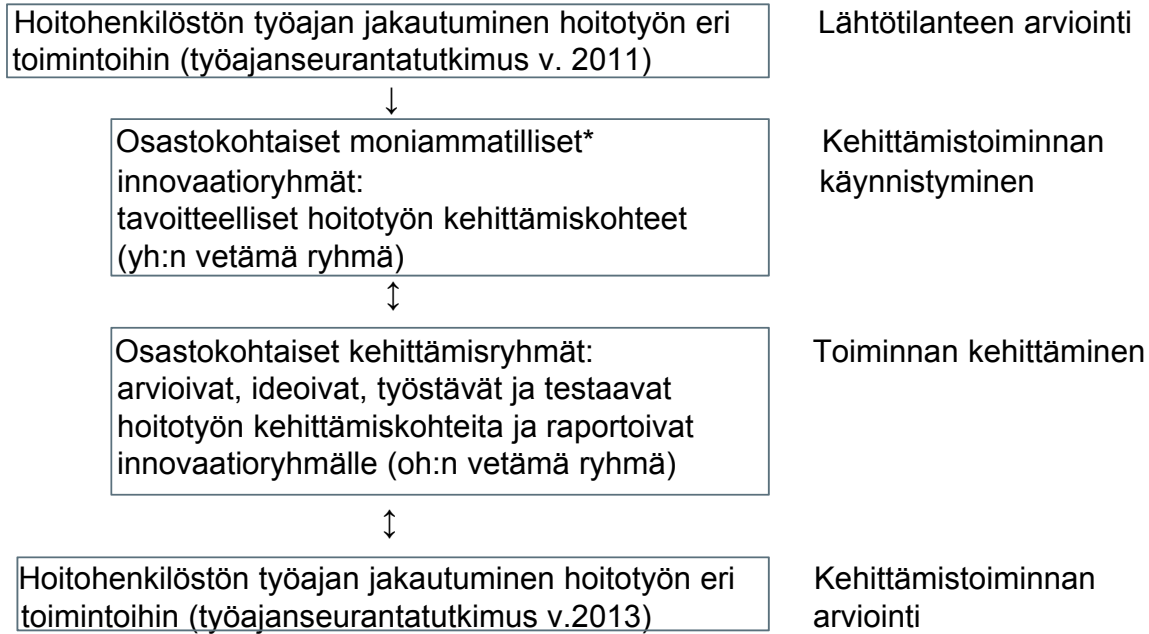 Hoitohenkilöstön työajan jakautuminen hoitotyön eri
toimintoihin (työajanseurantatutkimus v. 2011)
Lähtötilanteen arviointi
↓
Osastokohtaiset moniammatilliset*
innovaatioryhmät:
tavoitteelliset hoitotyön kehittämiskohteet
(yh:n vetämä ryhmä)
Kehittämistoiminnan
käynnistyminen
↕
Osastokohtaiset kehittämisryhmät:
arvioivat, ideoivat, työstävät ja testaavat
hoitotyön kehittämiskohteita ja raportoivat
innovaatioryhmälle (oh:n vetämä ryhmä)
Toiminnan kehittäminen
↕
Hoitohenkilöstön työajan jakautuminen hoitotyön eri
toimintoihin (työajanseurantatutkimus v.2013)
Kehittämistoiminnan
arviointi